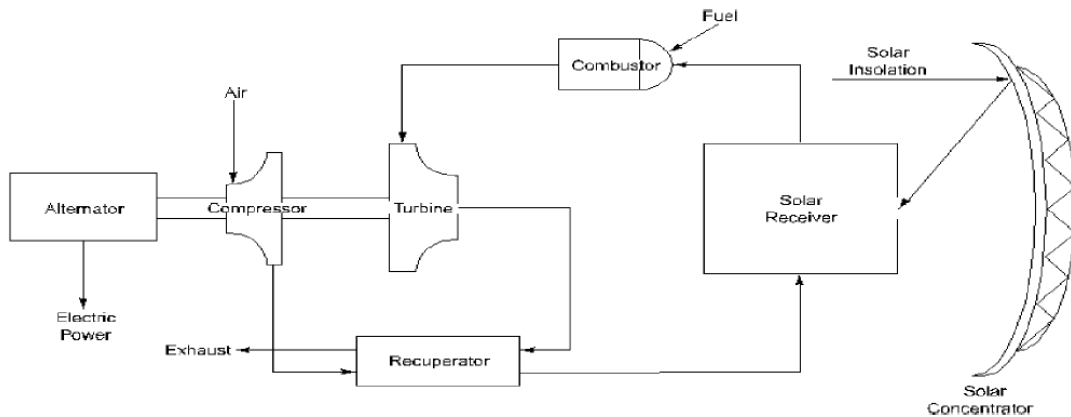 Fuel
Solar
Insolation
Combustor
Air
Alternator
Compressor
Turbine
Solar
Receiver
Electric
Power
Exhaust
Recuperator
Solar
Concentrator